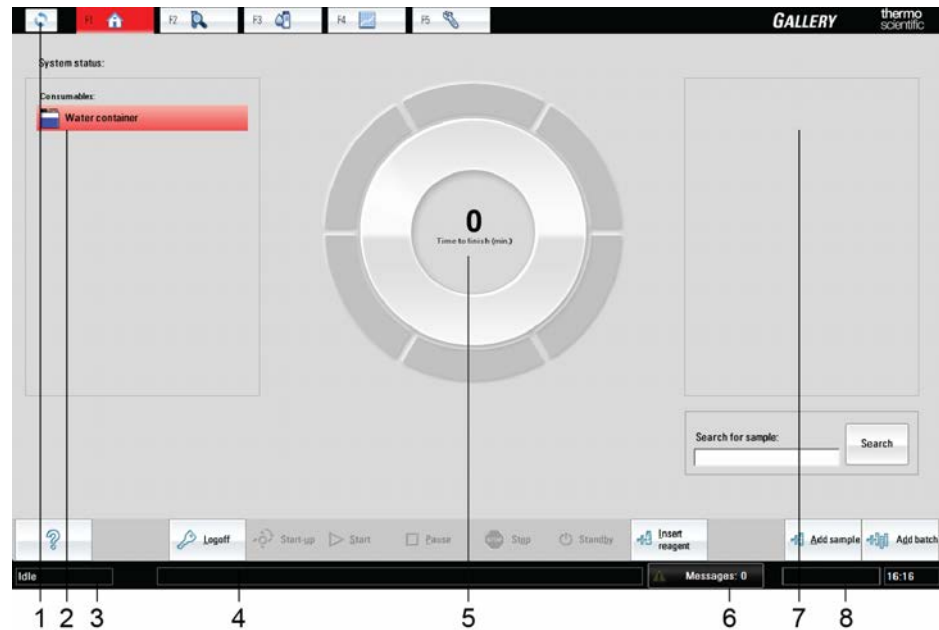 F1
F2
F3
F4
F5
GALLERY
thermo
scientific
System status:
Consumables:
Water container
0
Time to finish (min.)
Search for sample:
Search
?
Logoff
Start-up
Start
Pause
STOP
Stop
Standby
Insert
reagent
Add sample
Add batch
Idle
Messages: 0
16:16
1 2 3 4 5 6 7 8